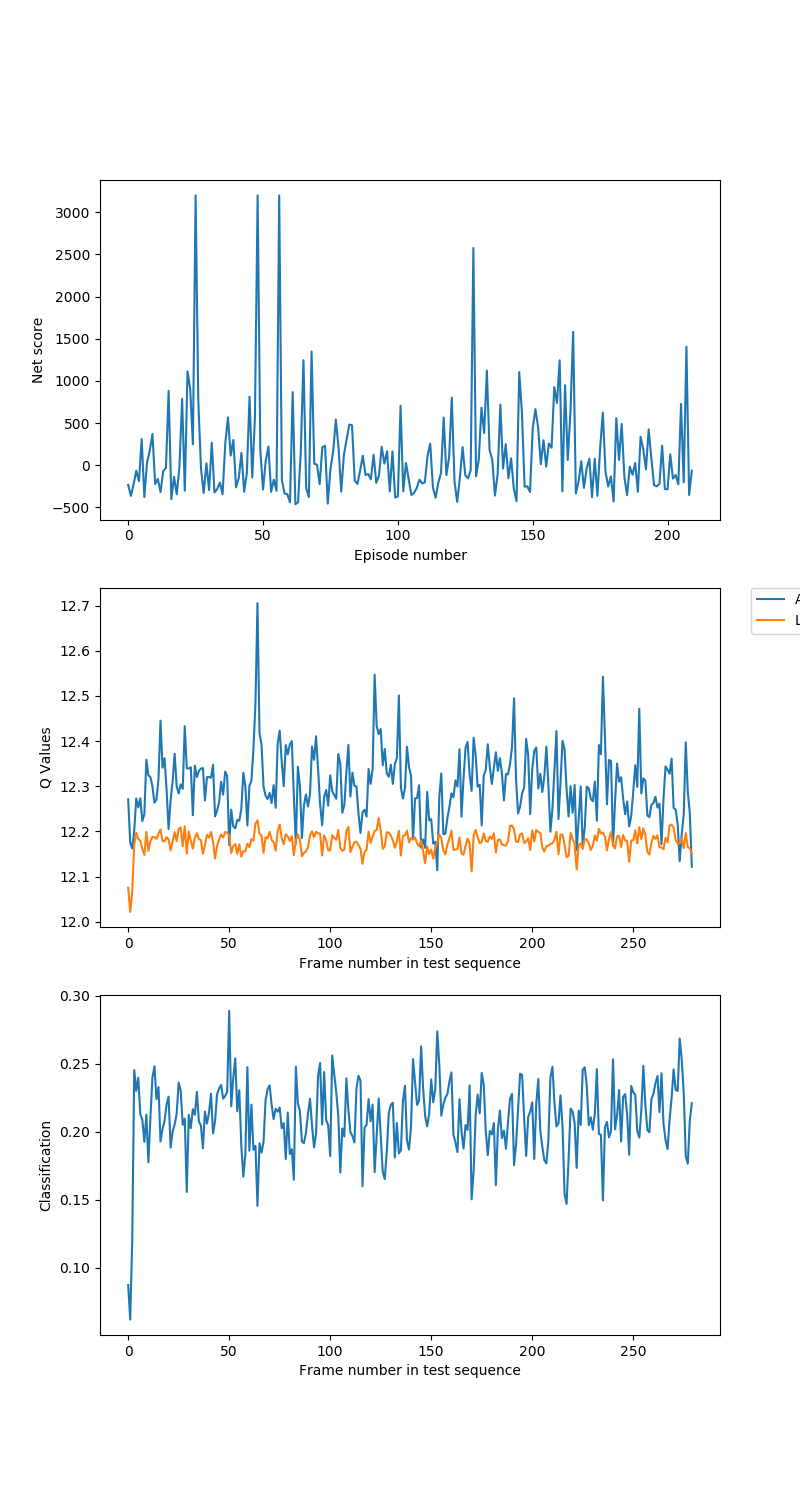 3000
2500
2000
1500
1000
500
0
−500
Net score
0 50 100 150 200
Episode number
12.7
12.6
12.5
12.4
12.3
12.2
12.1
12.0
Q Values
0 50 100 150 200 250
Frame number in test sequence
0.30
0.25
0.20
0.15
0.10
Classification
0 50 100 150 200 250
Frame number in test sequence